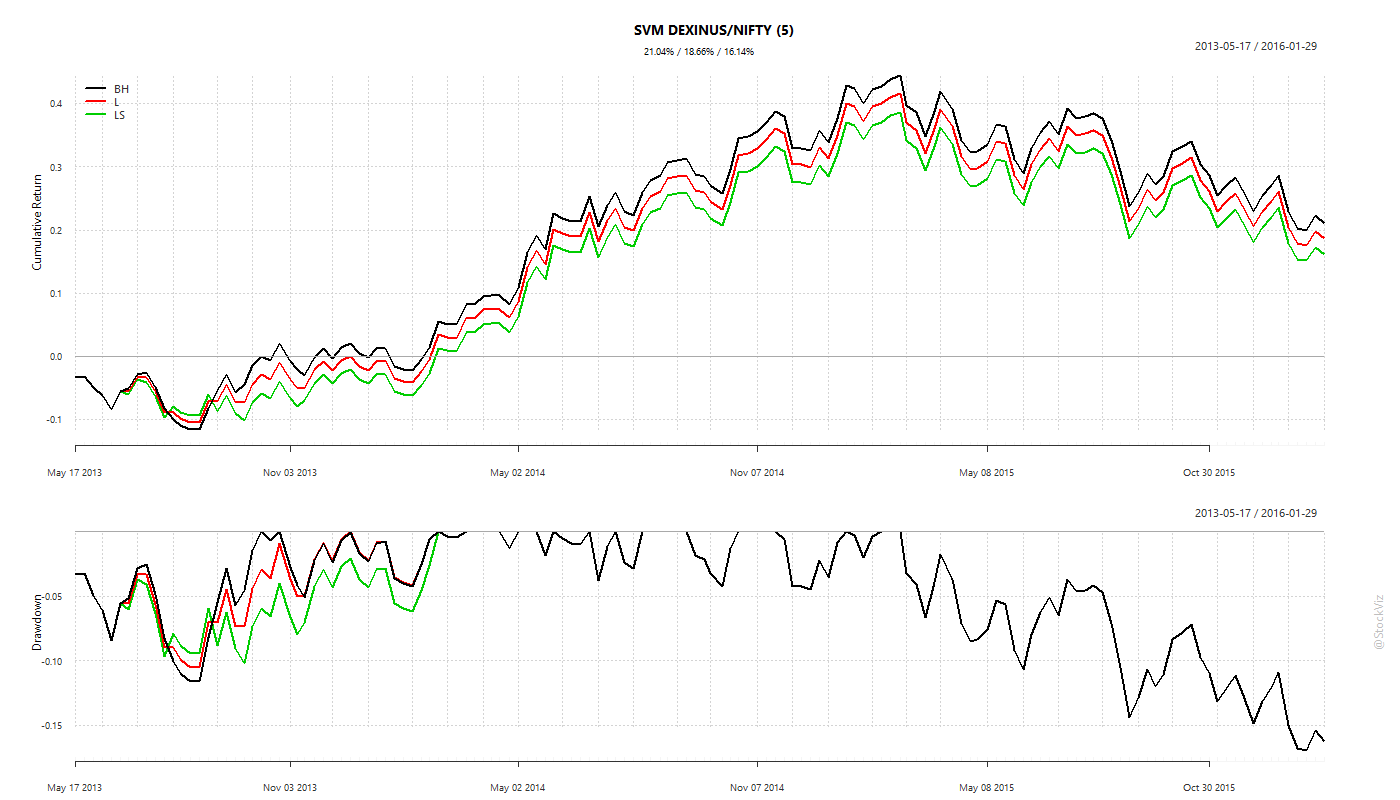 SVM DEXINUS/NIFTY (5)
21.04% / 18.66% / 16.14%
2013-05-17 / 2016-01-29
BH
L
LS
Cumulative Return
0.4
0.3
0.2
0.1
0.0
-0.1
May 17 2013
Nov 03 2013
May 02 2014
Nov 07 2014
May 08 2015
Oct 30 2015
2013-05-17 / 2016-01-29
Drawdown
-0.05
-0.10
-0.15
May 17 2013
Nov 03 2013
May 02 2014
Nov 07 2014
May 08 2015
Oct 30 2015
@StockViz